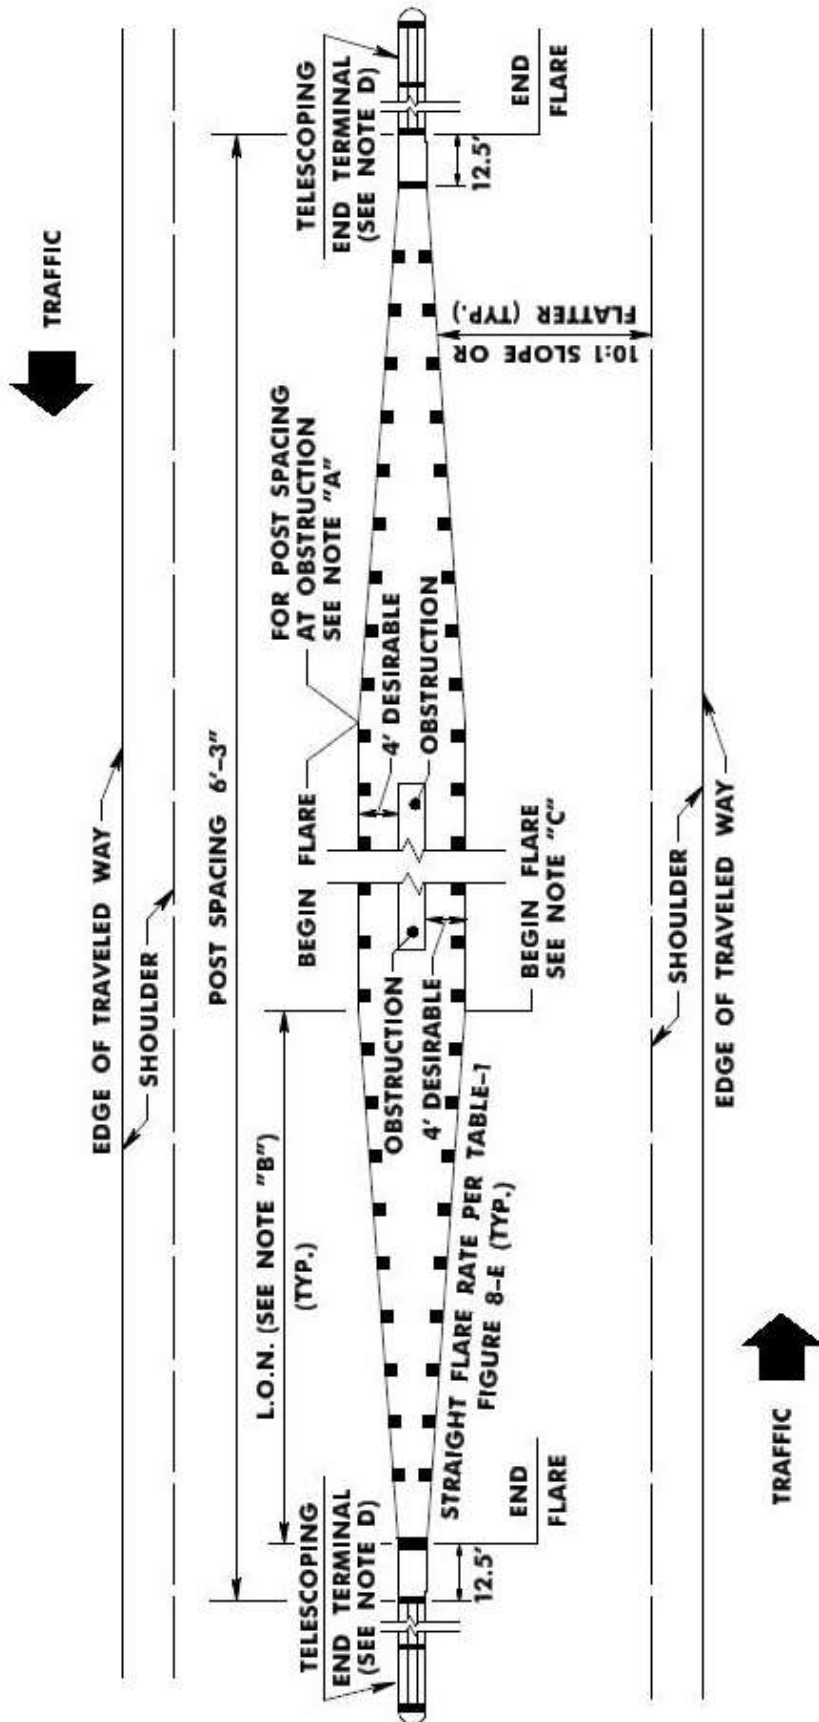 TRAFFIC
EDGE OF TRAVELED WAY
SHOULDER
POST SPACING 6'-3"
L.O.N. (SEE NOTE "B")
(TYP.)
BEGIN FLARE
FOR POST SPACING
AT OBSTRUCTION
SEE NOTE "A"
TELESCOPING
END TERMINAL
(SEE NOTE D)
TELESCOPING
END TERMINAL
(SEE NOTE D)
4' DESIRABLE
OBSTRUCTION
OBSTRUCTION
4' DESIRABLE
12.5'
END
FLARE
STRAIGHT FLARE RATE PER TABLE-1
FIGURE 8-E (TYP.)
BEGIN FLARE
SEE NOTE "C"
10:1 SLOPE OR
FLATTER (TYP.)
12.5'
END
FLARE
SHOULDER
EDGE OF TRAVELED WAY
TRAFFIC